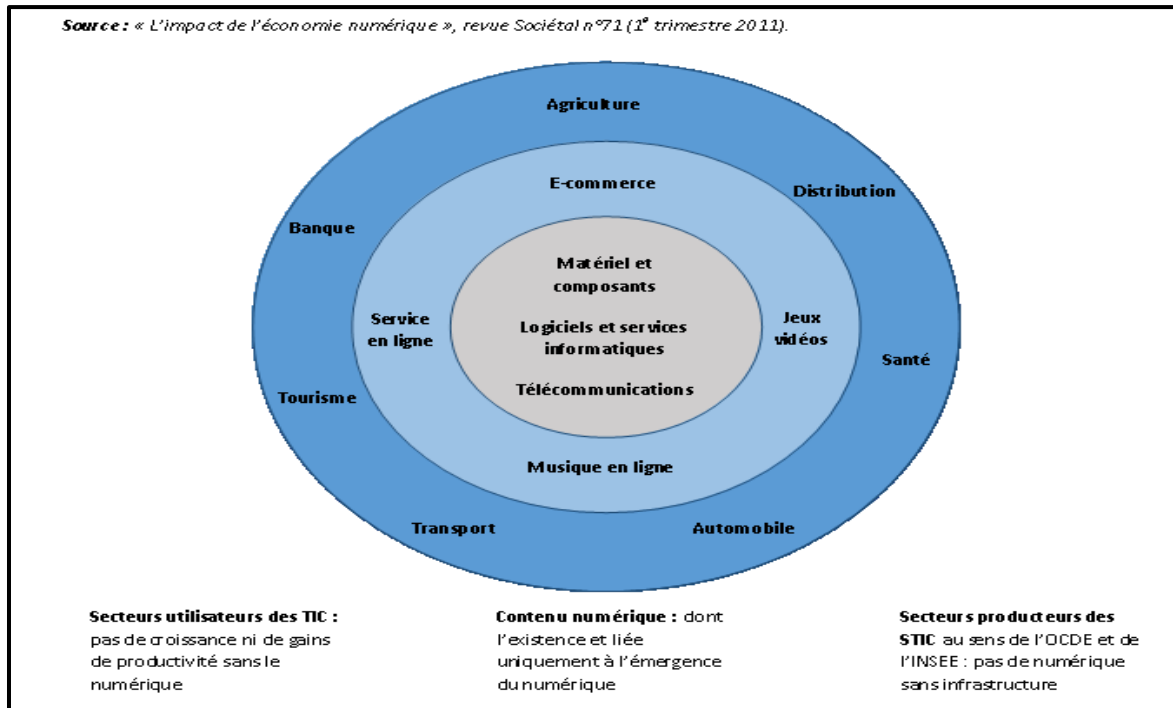 Source : « L'impact de l'économie numérique », revue Sociétal n°71 (1e trimestre 2011).
Agriculture
E-commerce
Distribution
Banque
Matériel et
composants
Service
en ligne
Logiciels et services
informatiques
Jeux
vidéos
Santé
Télécommunications
Tourisme
Musique en ligne
Transport
Automobile
Secteurs utilisateurs des TIC :
pas de croissance ni de gains
de productivité sans le
numérique
Contenu numérique : dont
l'existence et liée
uniquement à l'émergence
du numérique
Secteurs producteurs des
STIC au sens de l'OCDE et de
l'INSEE : pas de numérique
sans infrastructure